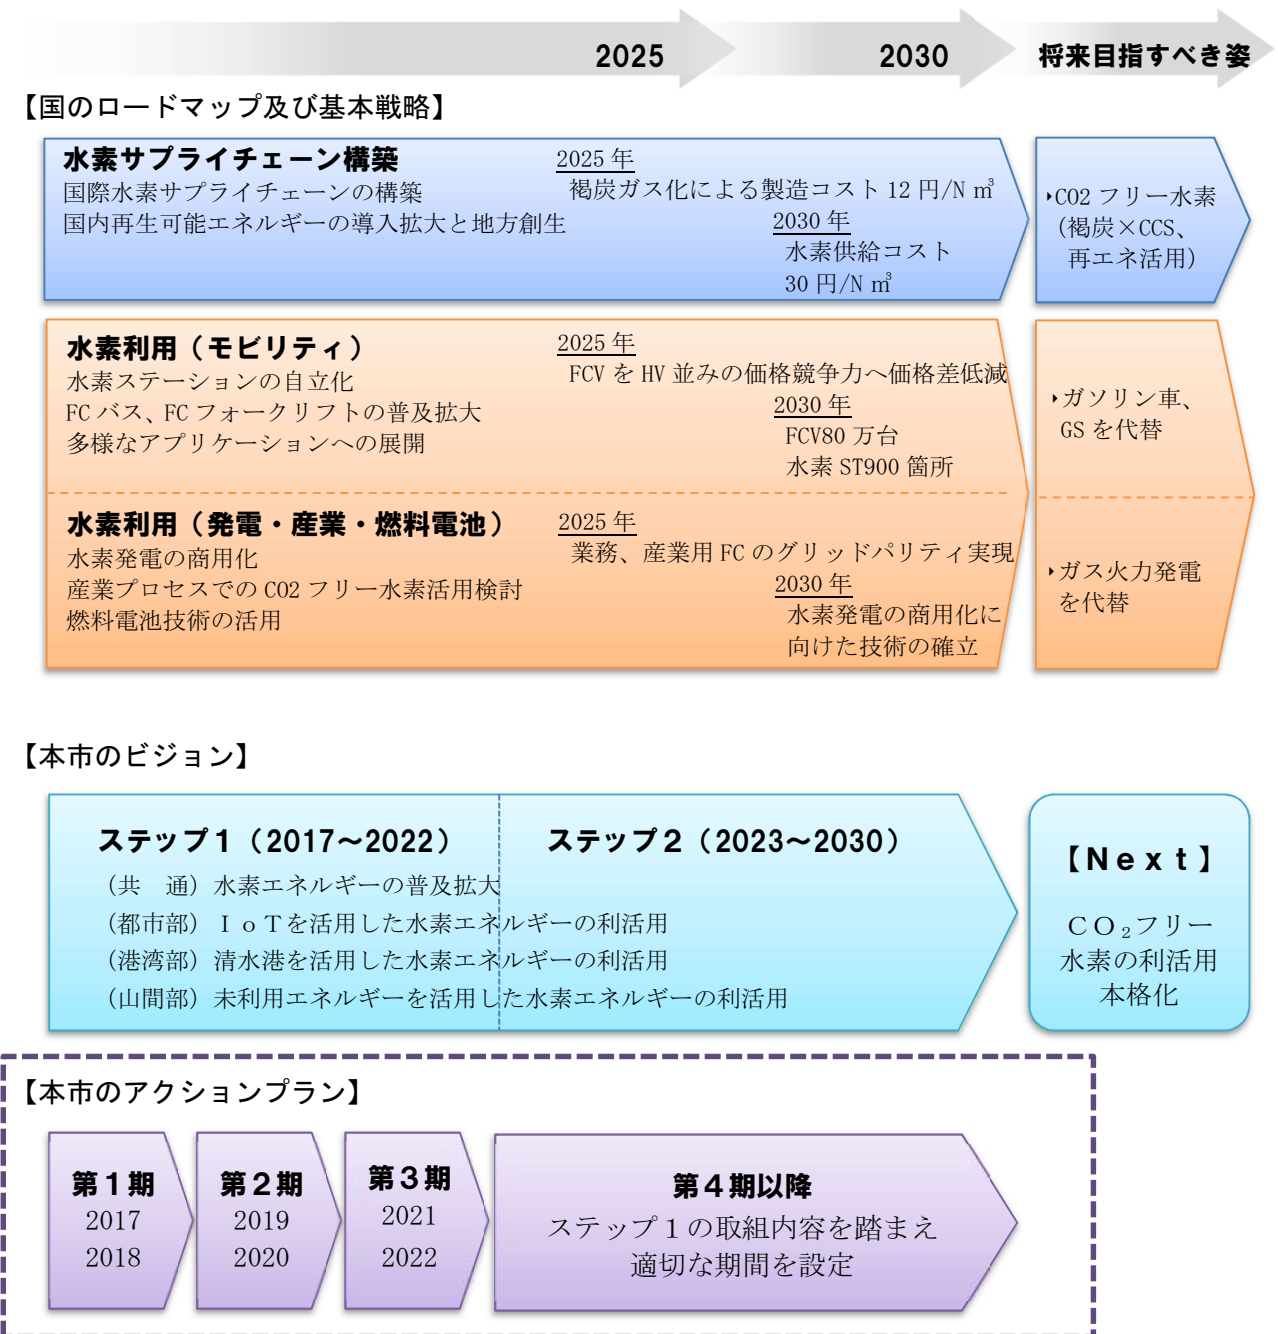 2025
2030
将来目指すべき姿
【国のロードマップ及び基本戦略】
水素サプライチェーン構築
国際水素サプライチェーンの構築
国内再生可能エネルギーの導入拡大と地方創生
2025 年
褐炭ガス化による製造コスト 12 円/N ㎥
2030 年
水素供給コスト
30 円/N ㎥
‣CO2 フリー水素
(褐炭×CCS、
再エネ活用)
水素利用（モビリティ）
水素ステーションの自立化
FC バス、FC フォークリフトの普及拡大
多様なアプリケーションへの展開
2025 年
FCV を HV 並みの価格競争力へ価格差低減
2030 年
FCV80 万台
水素 ST900 箇所
‣ガソリン車、
GS を代替
水素利用（発電・産業・燃料電池）
水素発電の商用化
産業プロセスでの CO2 フリー水素活用検討
燃料電池技術の活用
2025 年
業務、産業用 FC のグリッドパリティ実現
2030 年
水素発電の商用化に
向けた技術の確立
‣ガス火力発電
を代替
【本市のビジョン】
ステップ１（2017～2022）
ステップ２（2023～2030）
（共　通）水素エネルギーの普及拡大
（都市部）ＩｏＴを活用した水素エネルギーの利活用
（港湾部）清水港を活用した水素エネルギーの利活用
（山間部）未利用エネルギーを活用した水素エネルギーの利活用
【Ｎｅｘｔ】
ＣＯ₂フリー
水素の利活用
本格化
【本市のアクションプラン】
第１期
2017
2018
第２期
2019
2020
第３期
2021
2022
第４期以降
ステップ１の取組内容を踏まえ
適切な期間を設定